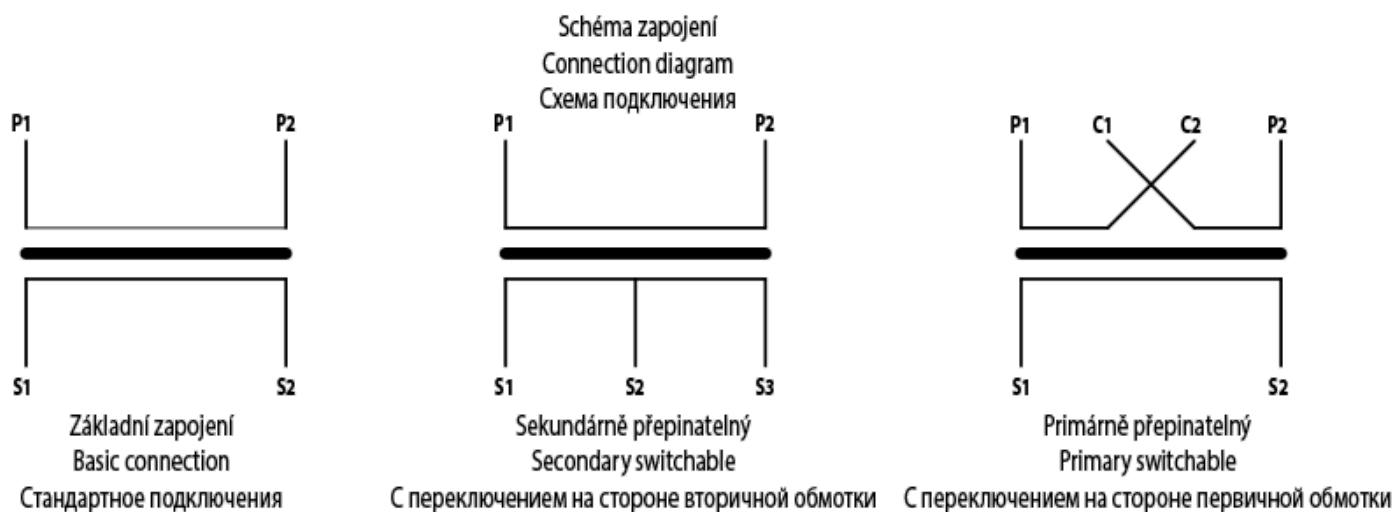 Schéma zapojení
Connection diagram
Схема подключения
P1 P2
P1 P2
P1 C1 C2 P2
S1 S2
S1 S2 S3
S1 S2
Základní zapojení
Basic connection
Стандартное подключения
Sekundárně přepinatelný
Secondary switchable
С переключением на стороне вторичной обмотки
Primárně přepinatelný
Primary switchable
С переключением на стороне первичной обмотки